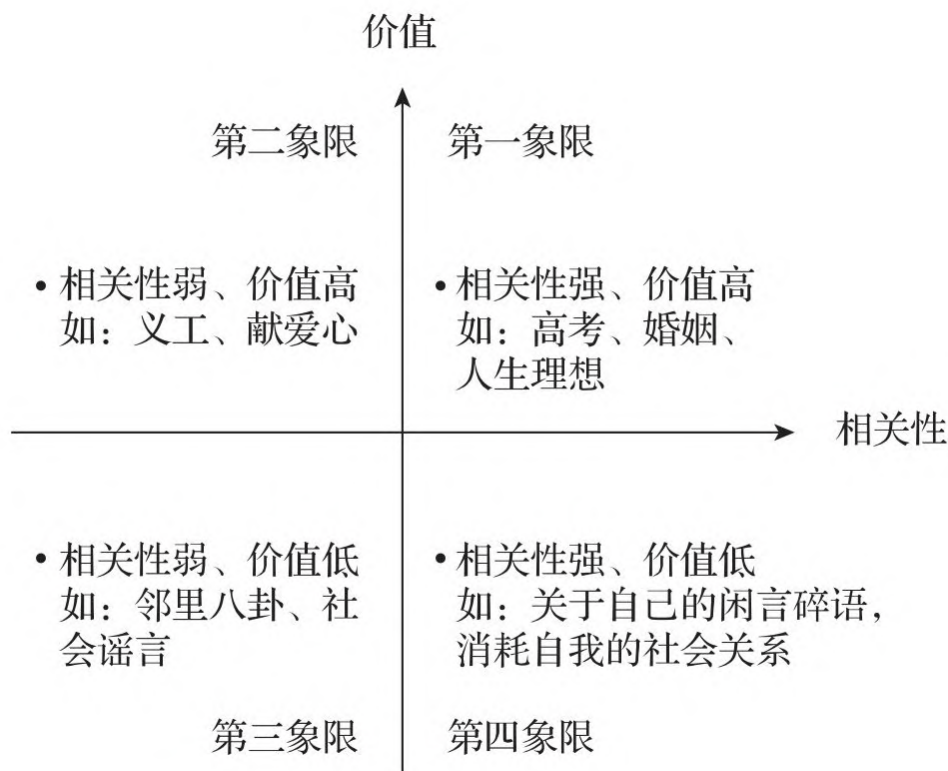 价值
第二象限
第一象限
• 相关性弱、价值高
如：义工、献爱心
• 相关性强、价值高
如：高考、婚姻、
人生理想
相关性
• 相关性弱、价值低
如：邻里八卦、社
会谣言
• 相关性强、价值低
如：关于自己的闲言碎语，
消耗自我的社会关系
第三象限
第四象限